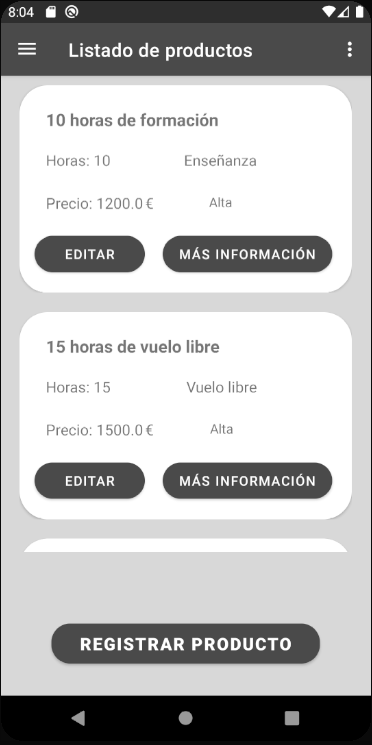 8:04
Listado de productos
10 horas de formación
Horas: 10 Enseñanza
Precio: 1200.0 € Alta
EDITAR MÁS INFORMACIÓN
15 horas de vuelo libre
Horas: 15 Vuelo libre
Precio: 1500.0 € Alta
EDITAR MÁS INFORMACIÓN
REGISTRAR PRODUCTO